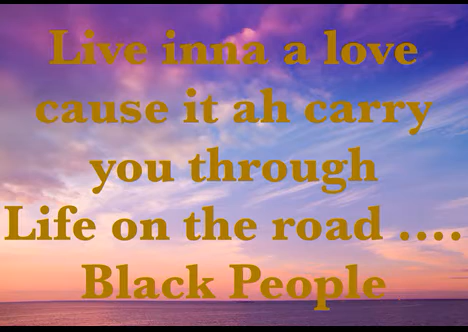 Live inna a love
cause it ah carry
you through
Life on the road ....
Black People